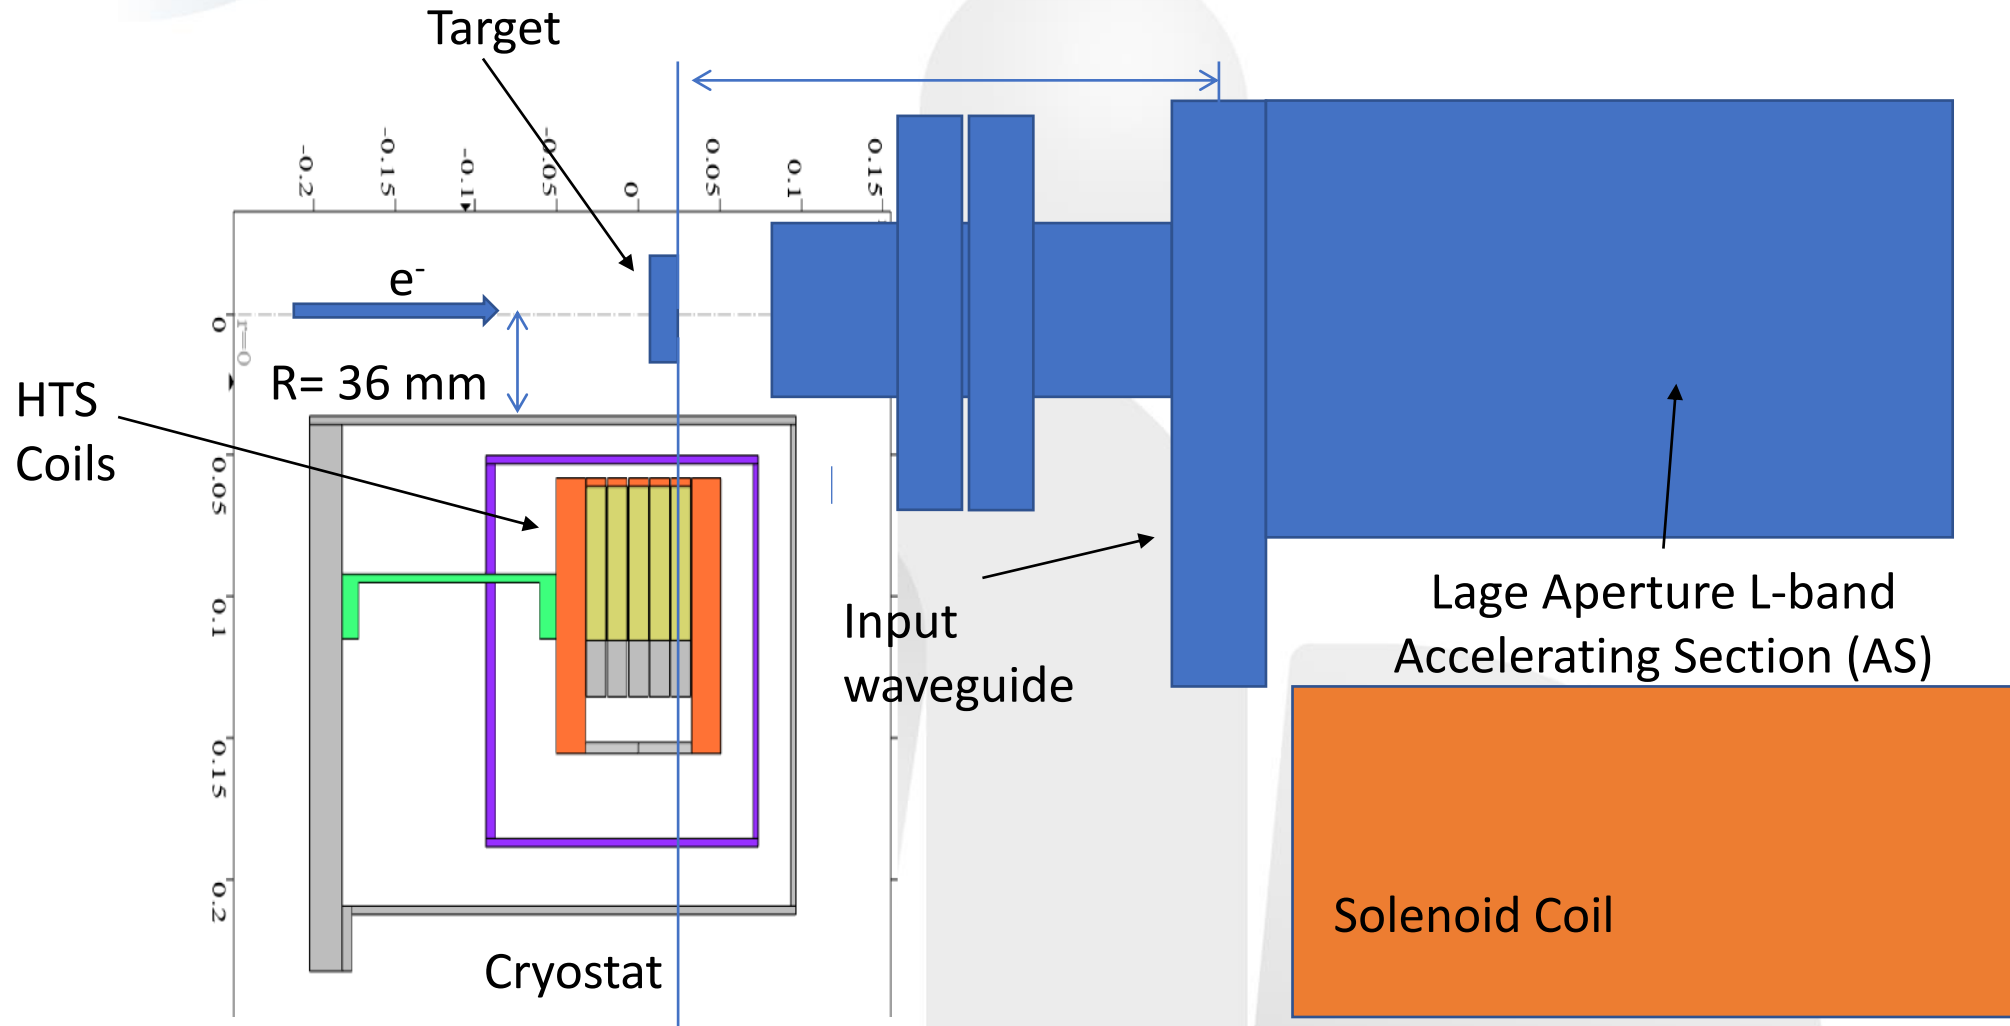 Target
-0.2
-0.15
-0.1
-0.05
0
0.05
0.1
0.15
e-
0
r=0
R= 36 mm
HTS
Coils
0.05
0.1
0.15
0.2
Input
waveguide
Lage Aperture L-band
Accelerating Section (AS)
Solenoid Coil
Cryostat